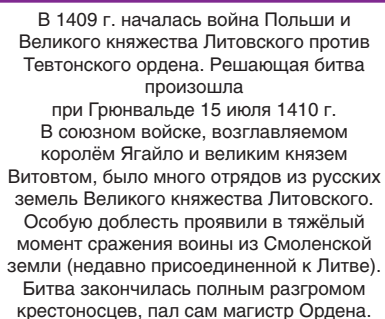 В 1409 г. началась война Польши и
Великого княжества Литовского против
Тевтонского ордена. Решающая битва
произошла
при Грюнвальде 15 июля 1410 г.
В союзном войске, возглавляемом
королём Ягайло и великим князем
Витовтом, было много отрядов из русских
земель Великого княжества Литовского.
Особую доблесть проявили в тяжёлый
момент сражения воины из Смоленской
земли (недавно присоединенной к Литве).
Битва закончилась полным разгромом
крестоносцев, пал сам магистр Ордена.